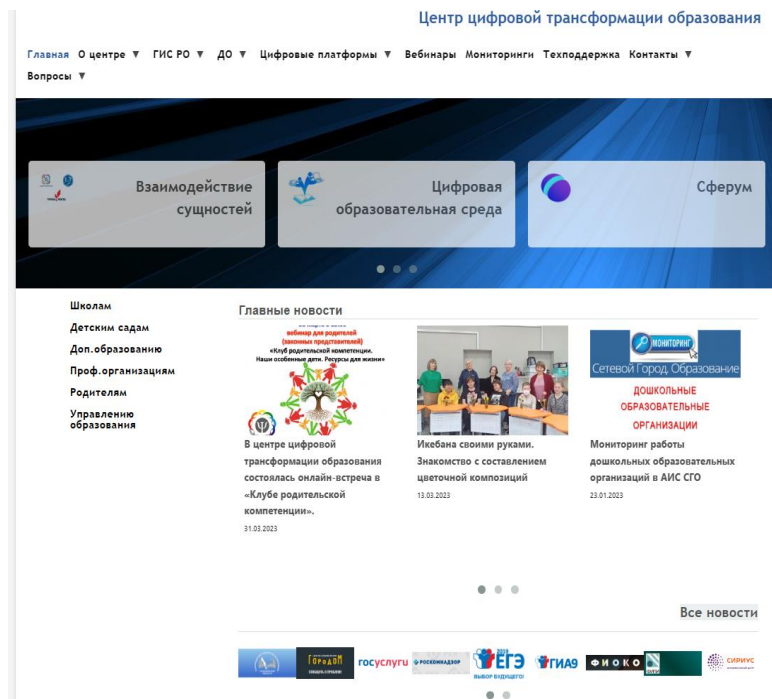 Центр цифровой трансформации образования
Главная О центре ▼ ГИС РО ▼ ДО ▼ Цифровые платформы ▼ Вебинары Мониторинги Техподдержка Контакты ▼
Вопросы ▼
Взаимодействие
сущностей
Цифровая
образовательная среда
Сферум
Школам
Детским садам
Доп.образованию
Проф.организациям
Родителям
Управлению
образования
Главные новости
вебинар для родителей
(законных представителей)
«Клуб родительской компетенции.
Наши особенные дети. Ресурсы для жизни»
В центре цифровой
трансформации образования
состоялась онлайн-встреча в
«Клубе родительской
компетенции».
31.03.2023
Икебана своими руками.
Знакомство с составлением
цветочной композиций
13.03.2023
МОНИТОРИНГ
Сетевой Город. Образование
ДОШКОЛЬНЫЕ
ОБРАЗОВАТЕЛЬНЫЕ
ОРГАНИЗАЦИИ
Мониторинг работы
дошкольных образовательных
организаций в АИС СГО
23.01.2023
Все новости
ГОРОДОМ
госуслуги
РОСКОМНАДЗОР
ЕГЭ
ВЫБОР БУДУЩЕГО!
ГИА9
ФИОКО
СИРИУС